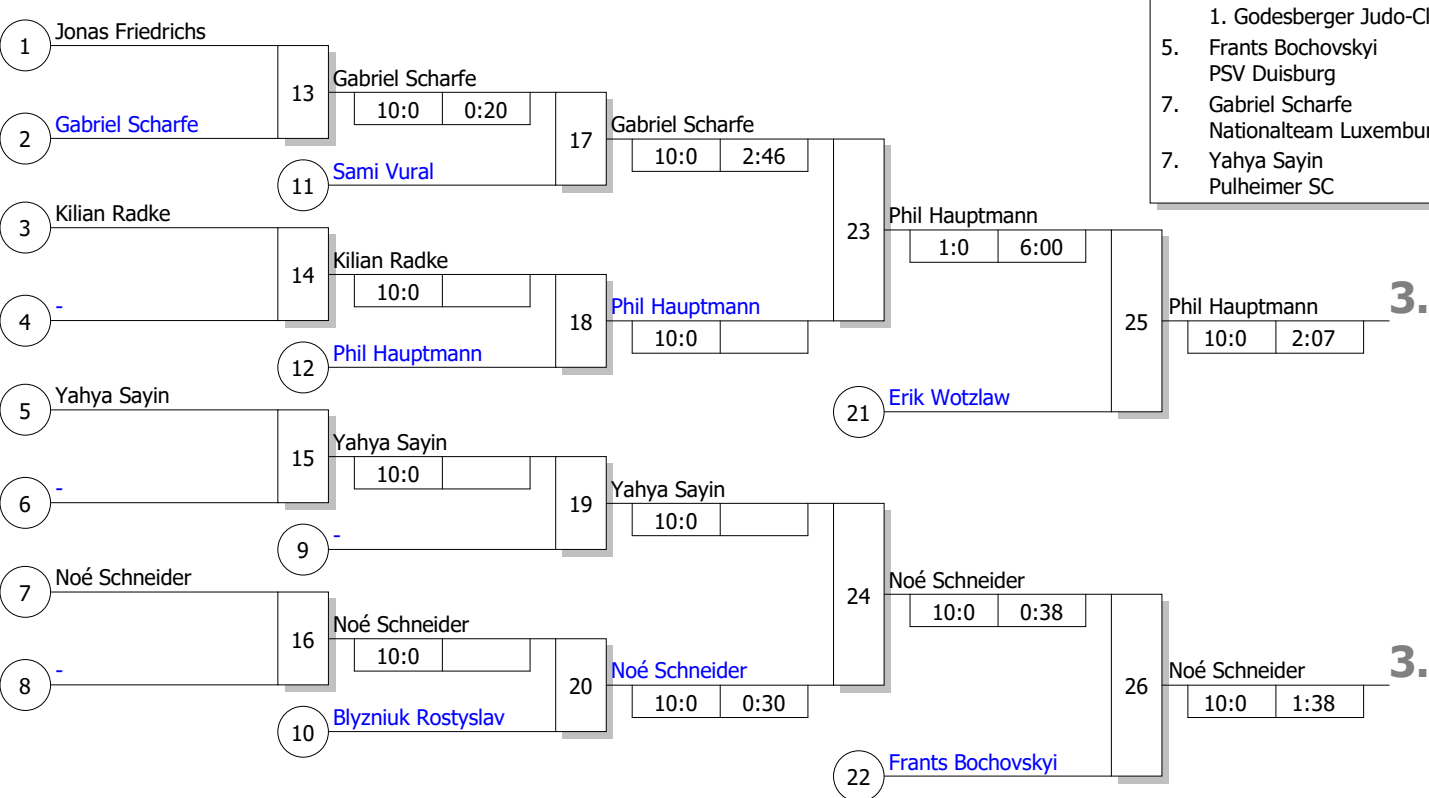 1. Godesberger Judo-Cl
5. Frants Bochovskyi
PSV Duisburg
7. Gabriel Scharfe
Nationalteam Luxembur
7. Yahya Sayin
Pulheimer SC
1 Jonas Friedrichs
13 Gabriel Scharfe
10:0 0:20
2 Gabriel Scharfe
17 Gabriel Scharfe
10:0 2:46
11 Sami Vural
3 Kilian Radke
23 Phil Hauptmann
1:0 6:00
14 Kilian Radke
10:0
4 -
18 Phil Hauptmann
10:0
12 Phil Hauptmann
25 Phil Hauptmann 3.
10:0 2:07
5 Yahya Sayin
21 Erik Wotzlaw
15 Yahya Sayin
10:0
6 -
19 Yahya Sayin
10:0
9 -
7 Noé Schneider
24 Noé Schneider
10:0 0:38
16 Noé Schneider
10:0
8 -
20 Noé Schneider
10:0 0:30
10 Blyzniuk Rostyslav
26 Noé Schneider 3.
10:0 1:38
22 Frants Bochovskyi